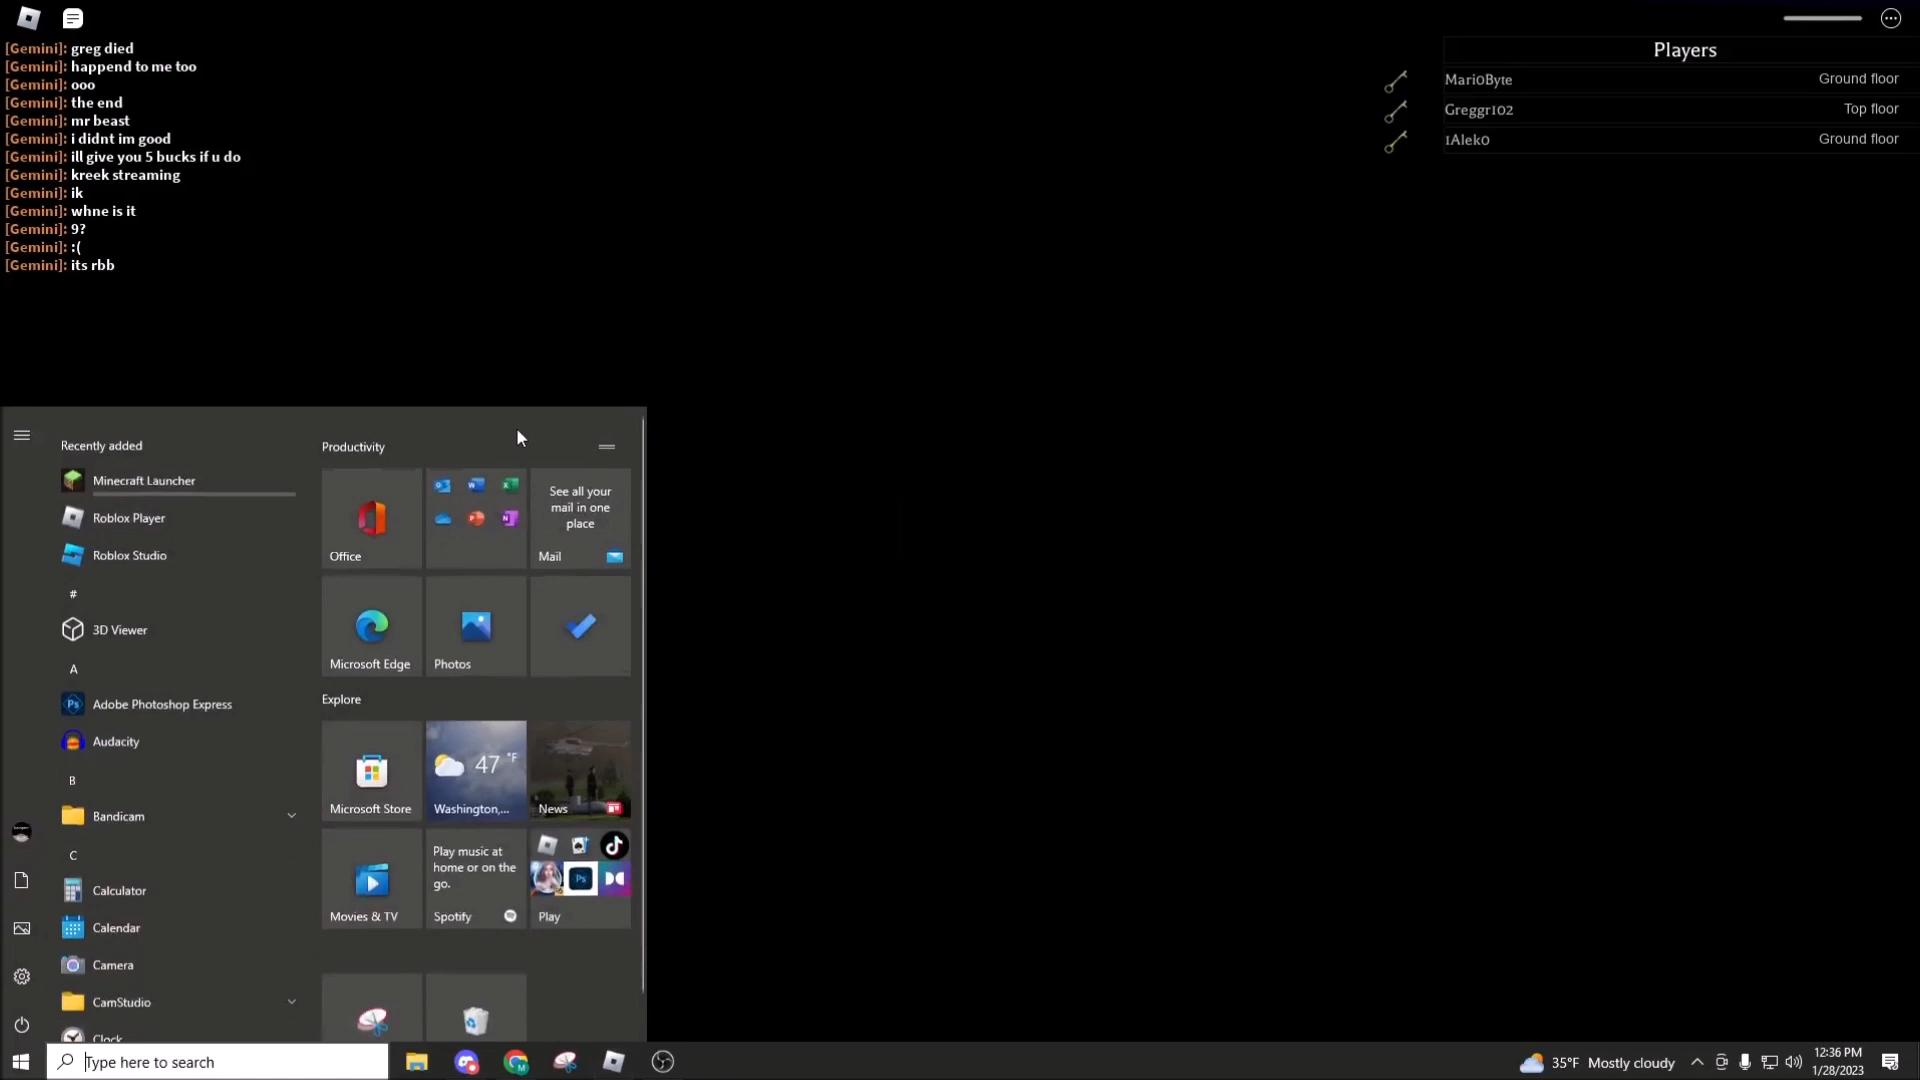 [Gemini]: greg died
[Gemini]: happend to me too
[Gemini]: ooo
[Gemini]: the end
[Gemini]: mr beast
[Gemini]: i didnt im good
[Gemini]: ill give you 5 bucks if u do
[Gemini]: kreek streaming
[Gemini]: ik
[Gemini]: whne is it
[Gemini]: 9?
[Gemini]: :(
[Gemini]: its rbb
Players
Mari0Byte Ground floor
Greggr102 Top floor
1Alek0 Ground floor
Recently added
Minecraft Launcher
Roblox Player
Roblox Studio
#
3D Viewer
A
Adobe Photoshop Express
Audacity
B
Bandicam
C
Calculator
Calendar
Camera
CamStudio
Clock
Productivity
Office
See all your
mail in one
place
Mail
Microsoft Edge
Photos
Explore
Microsoft Store
47 °F
Washington,...
News
Movies & TV
Play music at
home or on the
go.
Spotify
Ps
Play
Type here to search
35°F Mostly cloudy
12:36 PM
1/28/2023